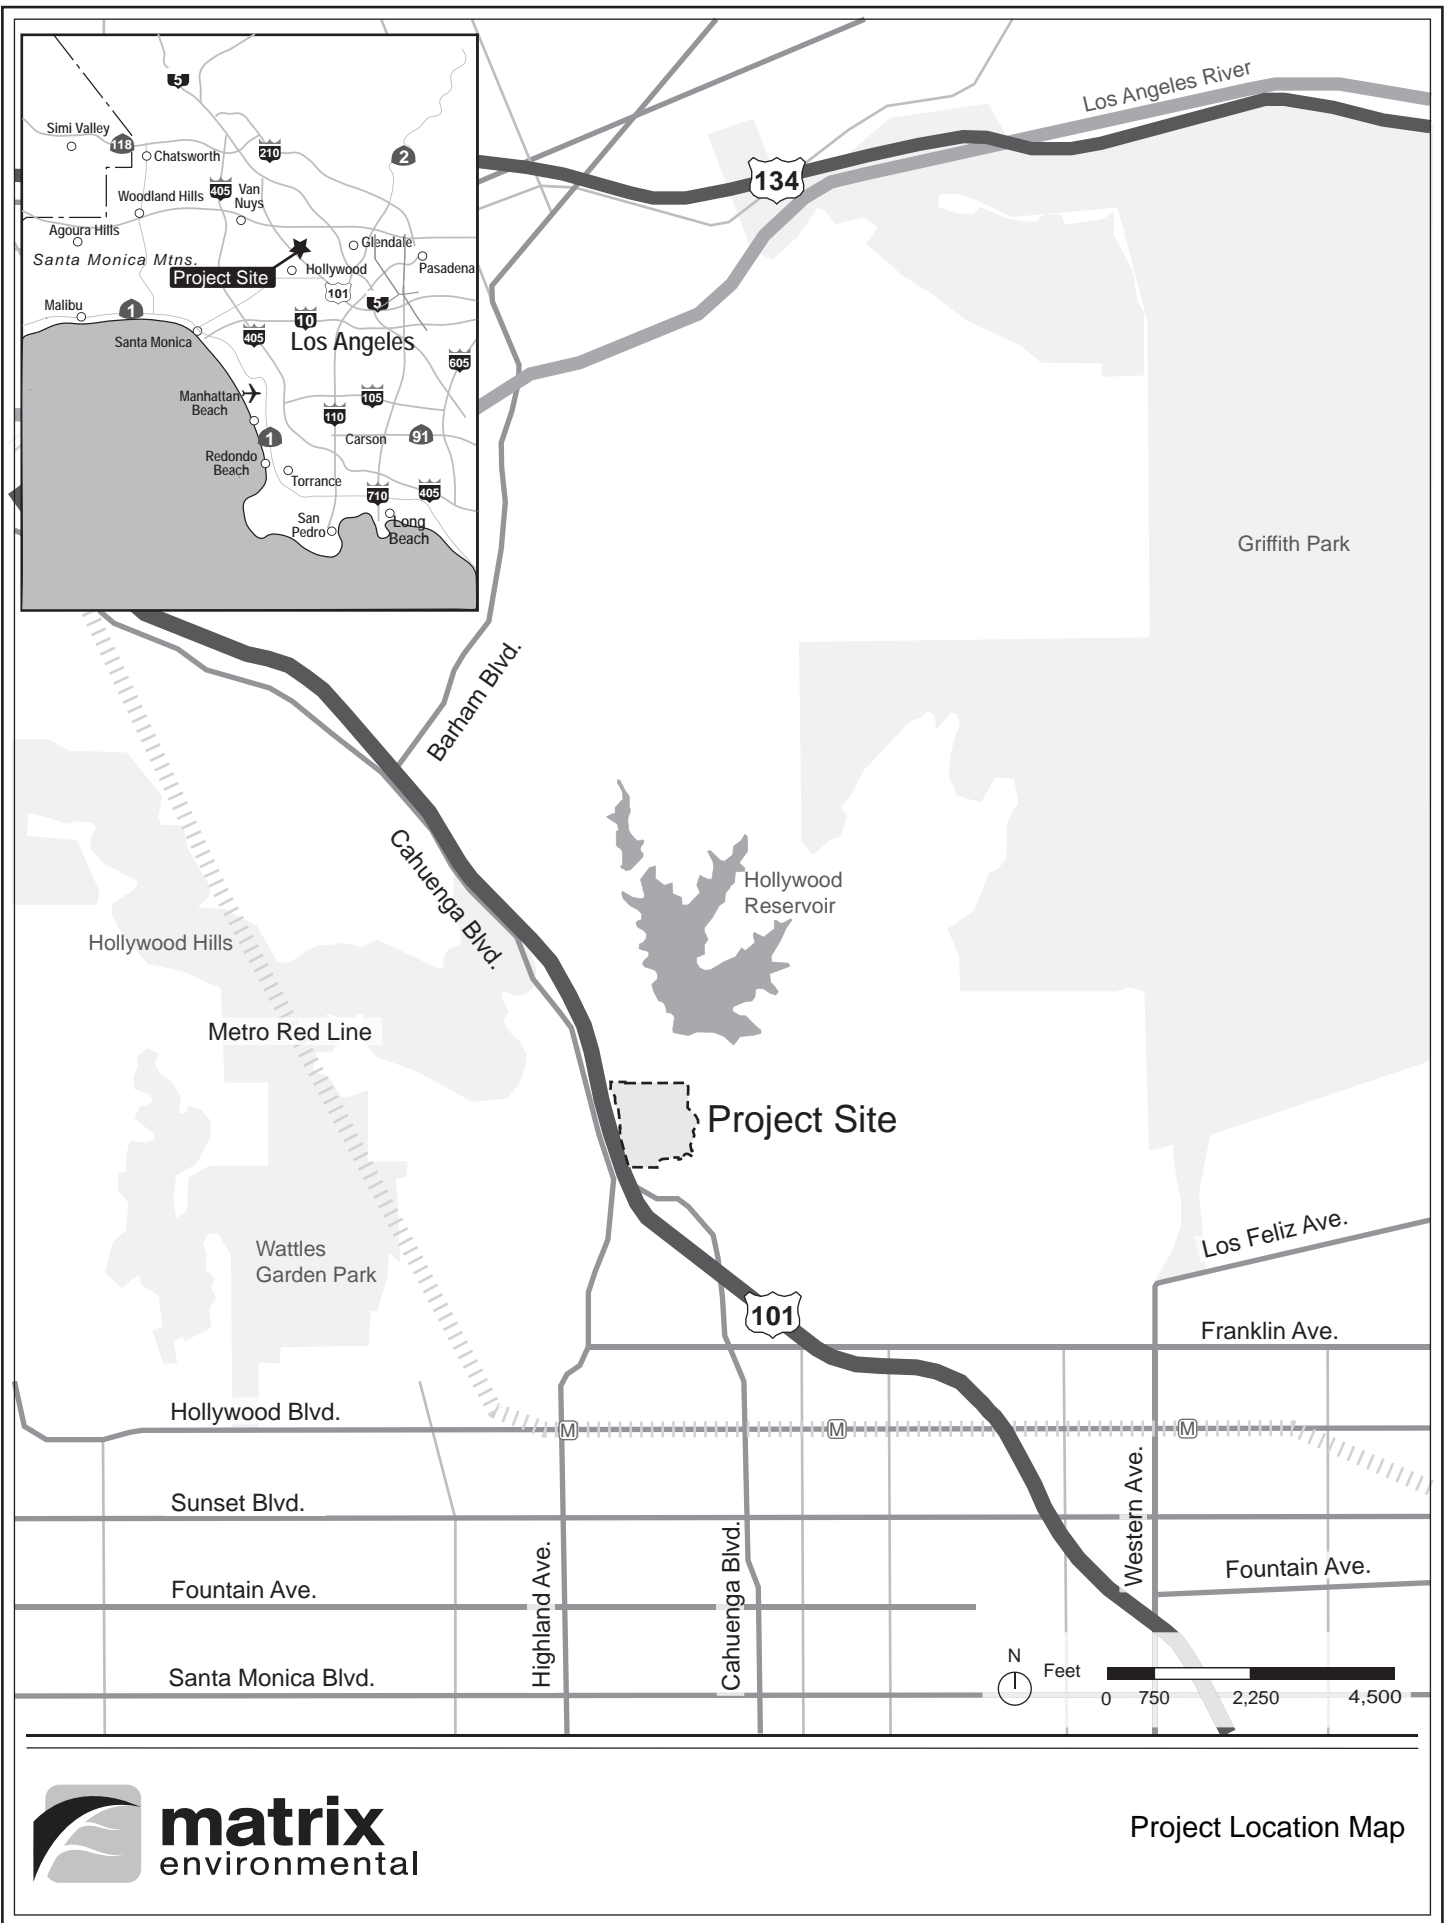 5
Simi Valley
118
Chatsworth
210
2
Woodland Hills
405
Van
Nuys
Agoura Hills
Glendale
Santa Monica Mtns.
Project Site
Hollywood
Pasadena
101
5
Malibu
1
10
Santa Monica
405
Los Angeles
605
Manhattan
Beach
105
110
1
Carson
91
Redondo
Beach
Torrance
710
405
San
Pedro
Long
Beach
Los Angeles River
134
Griffith Park
Barham Blvd.
Cahuenga Blvd.
Hollywood
Reservoir
Hollywood Hills
Metro Red Line
Project Site
Wattles
Garden Park
Los Feliz Ave.
101
Franklin Ave.
Hollywood Blvd.
M
M
M
Sunset Blvd.
Western Ave.
Fountain Ave.
Highland Ave.
Cahuenga Blvd.
Fountain Ave.
Santa Monica Blvd.
N
Feet
0 750 2,250 4,500
matrix
environmental
Project Location Map